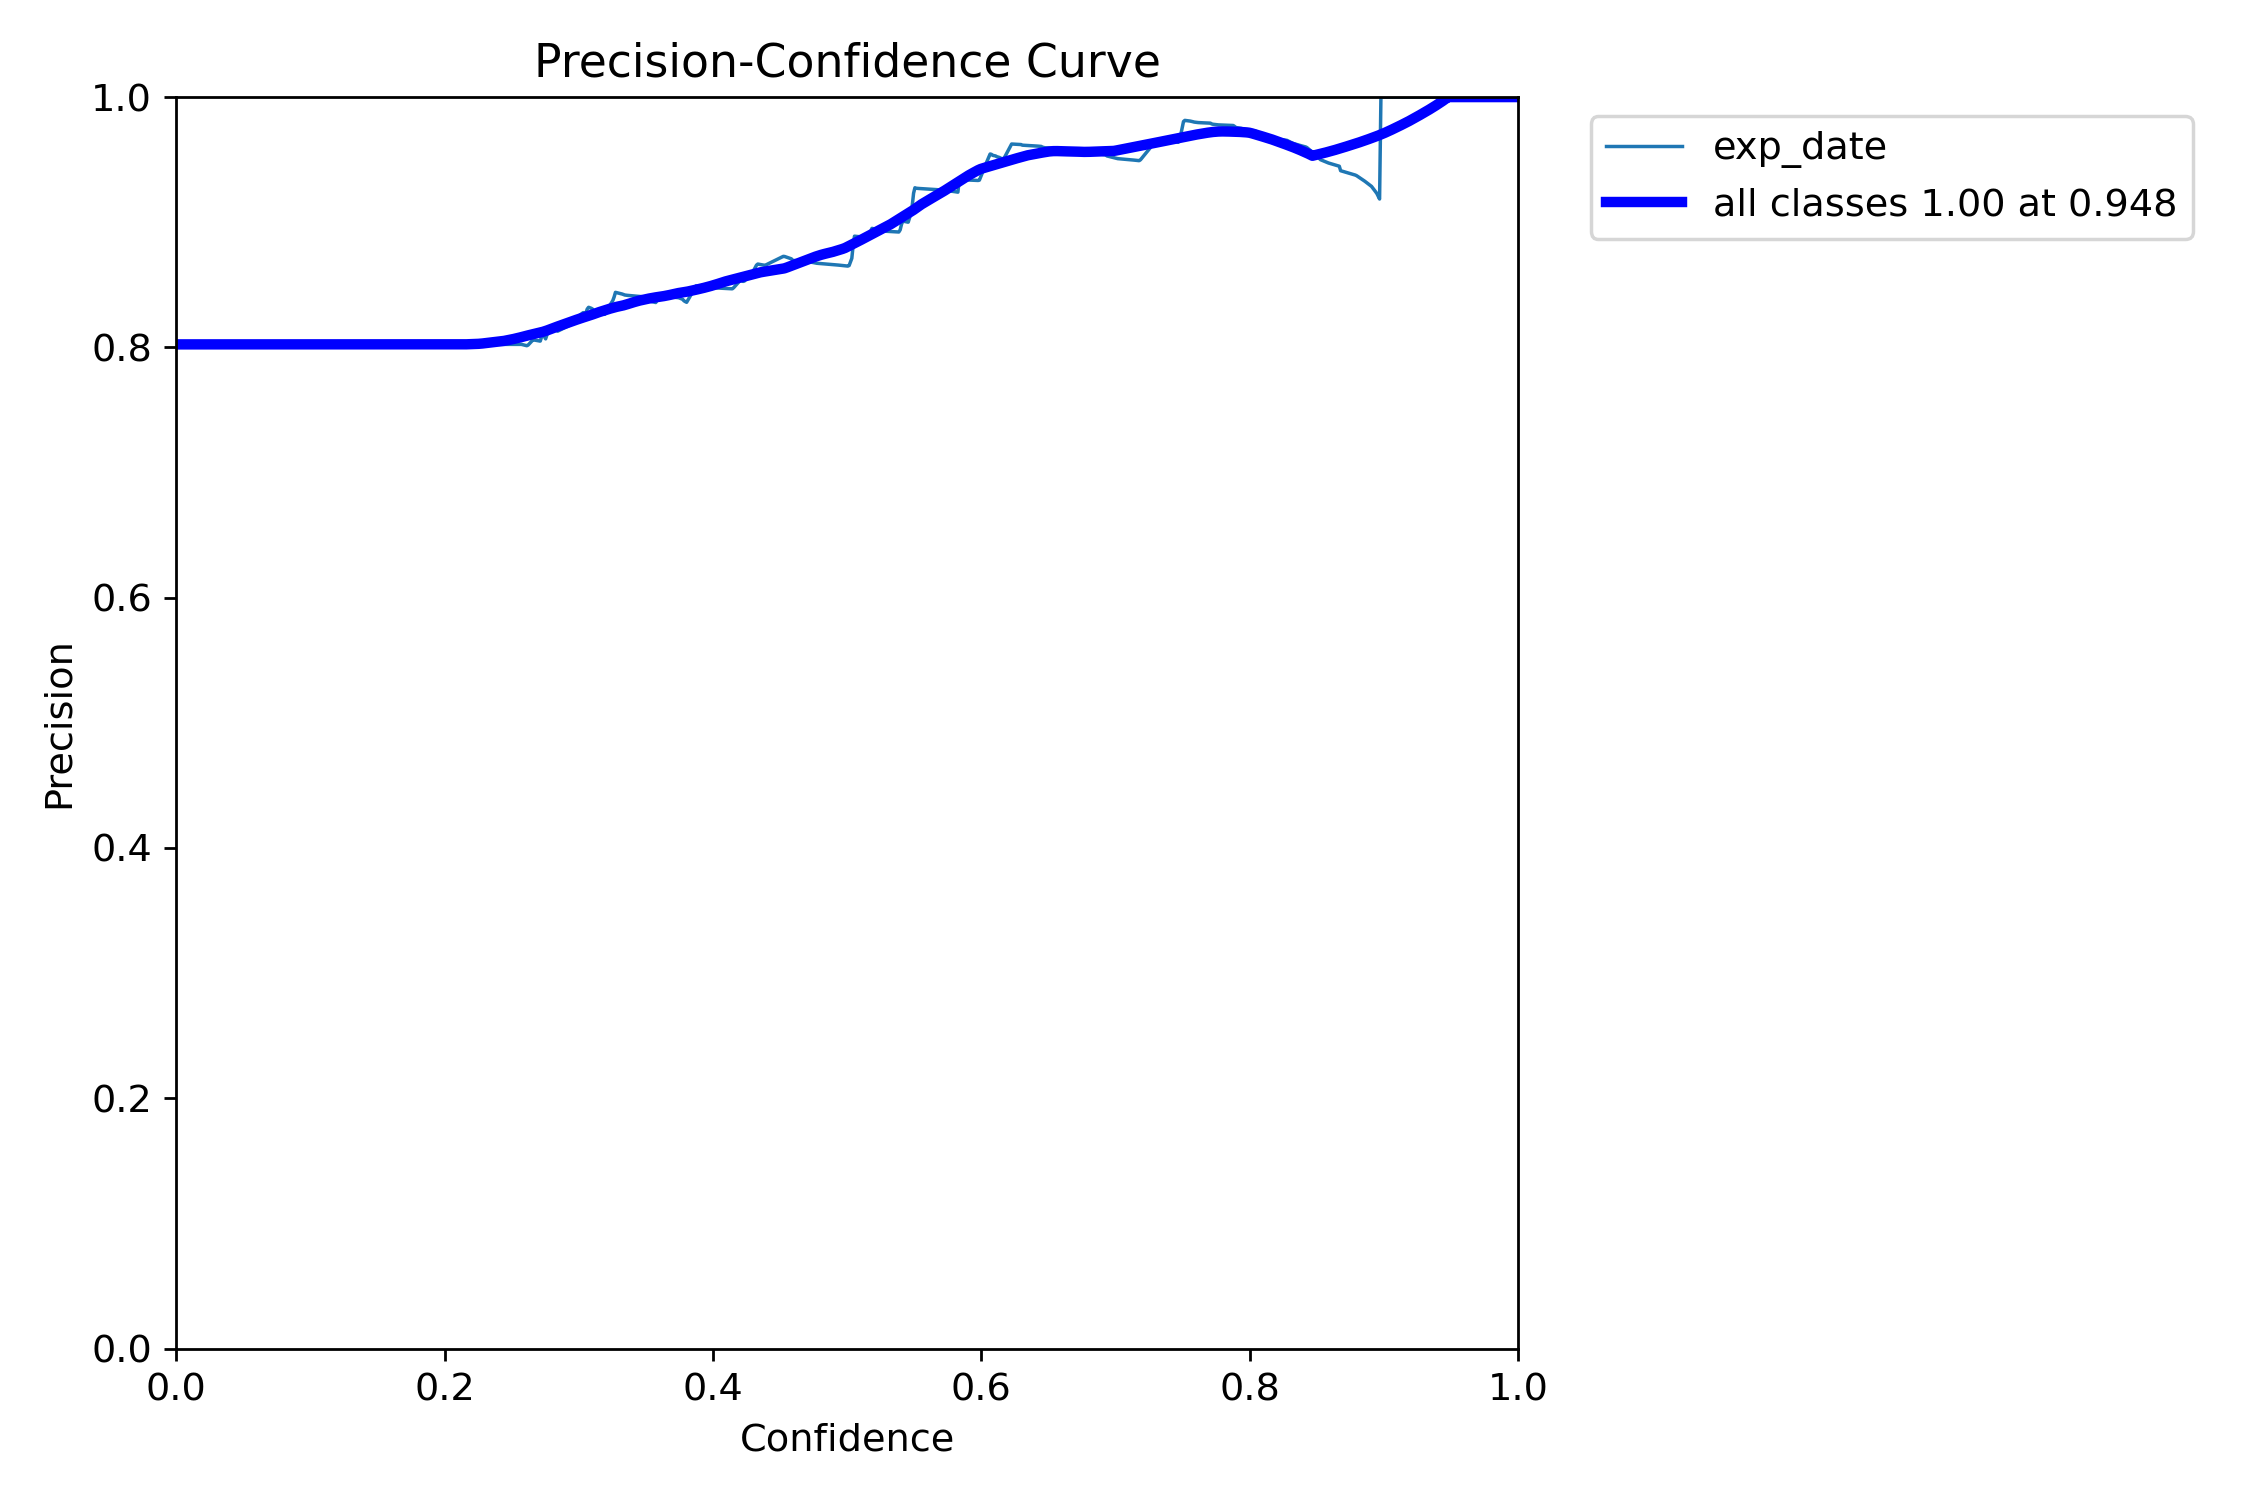 Precision-Confidence Curve
1.0
0.8
0.6
0.4
0.2
0.0
Precision
0.0 0.2 0.4 0.6 0.8 1.0
Confidence
exp_date
all classes 1.00 at 0.948